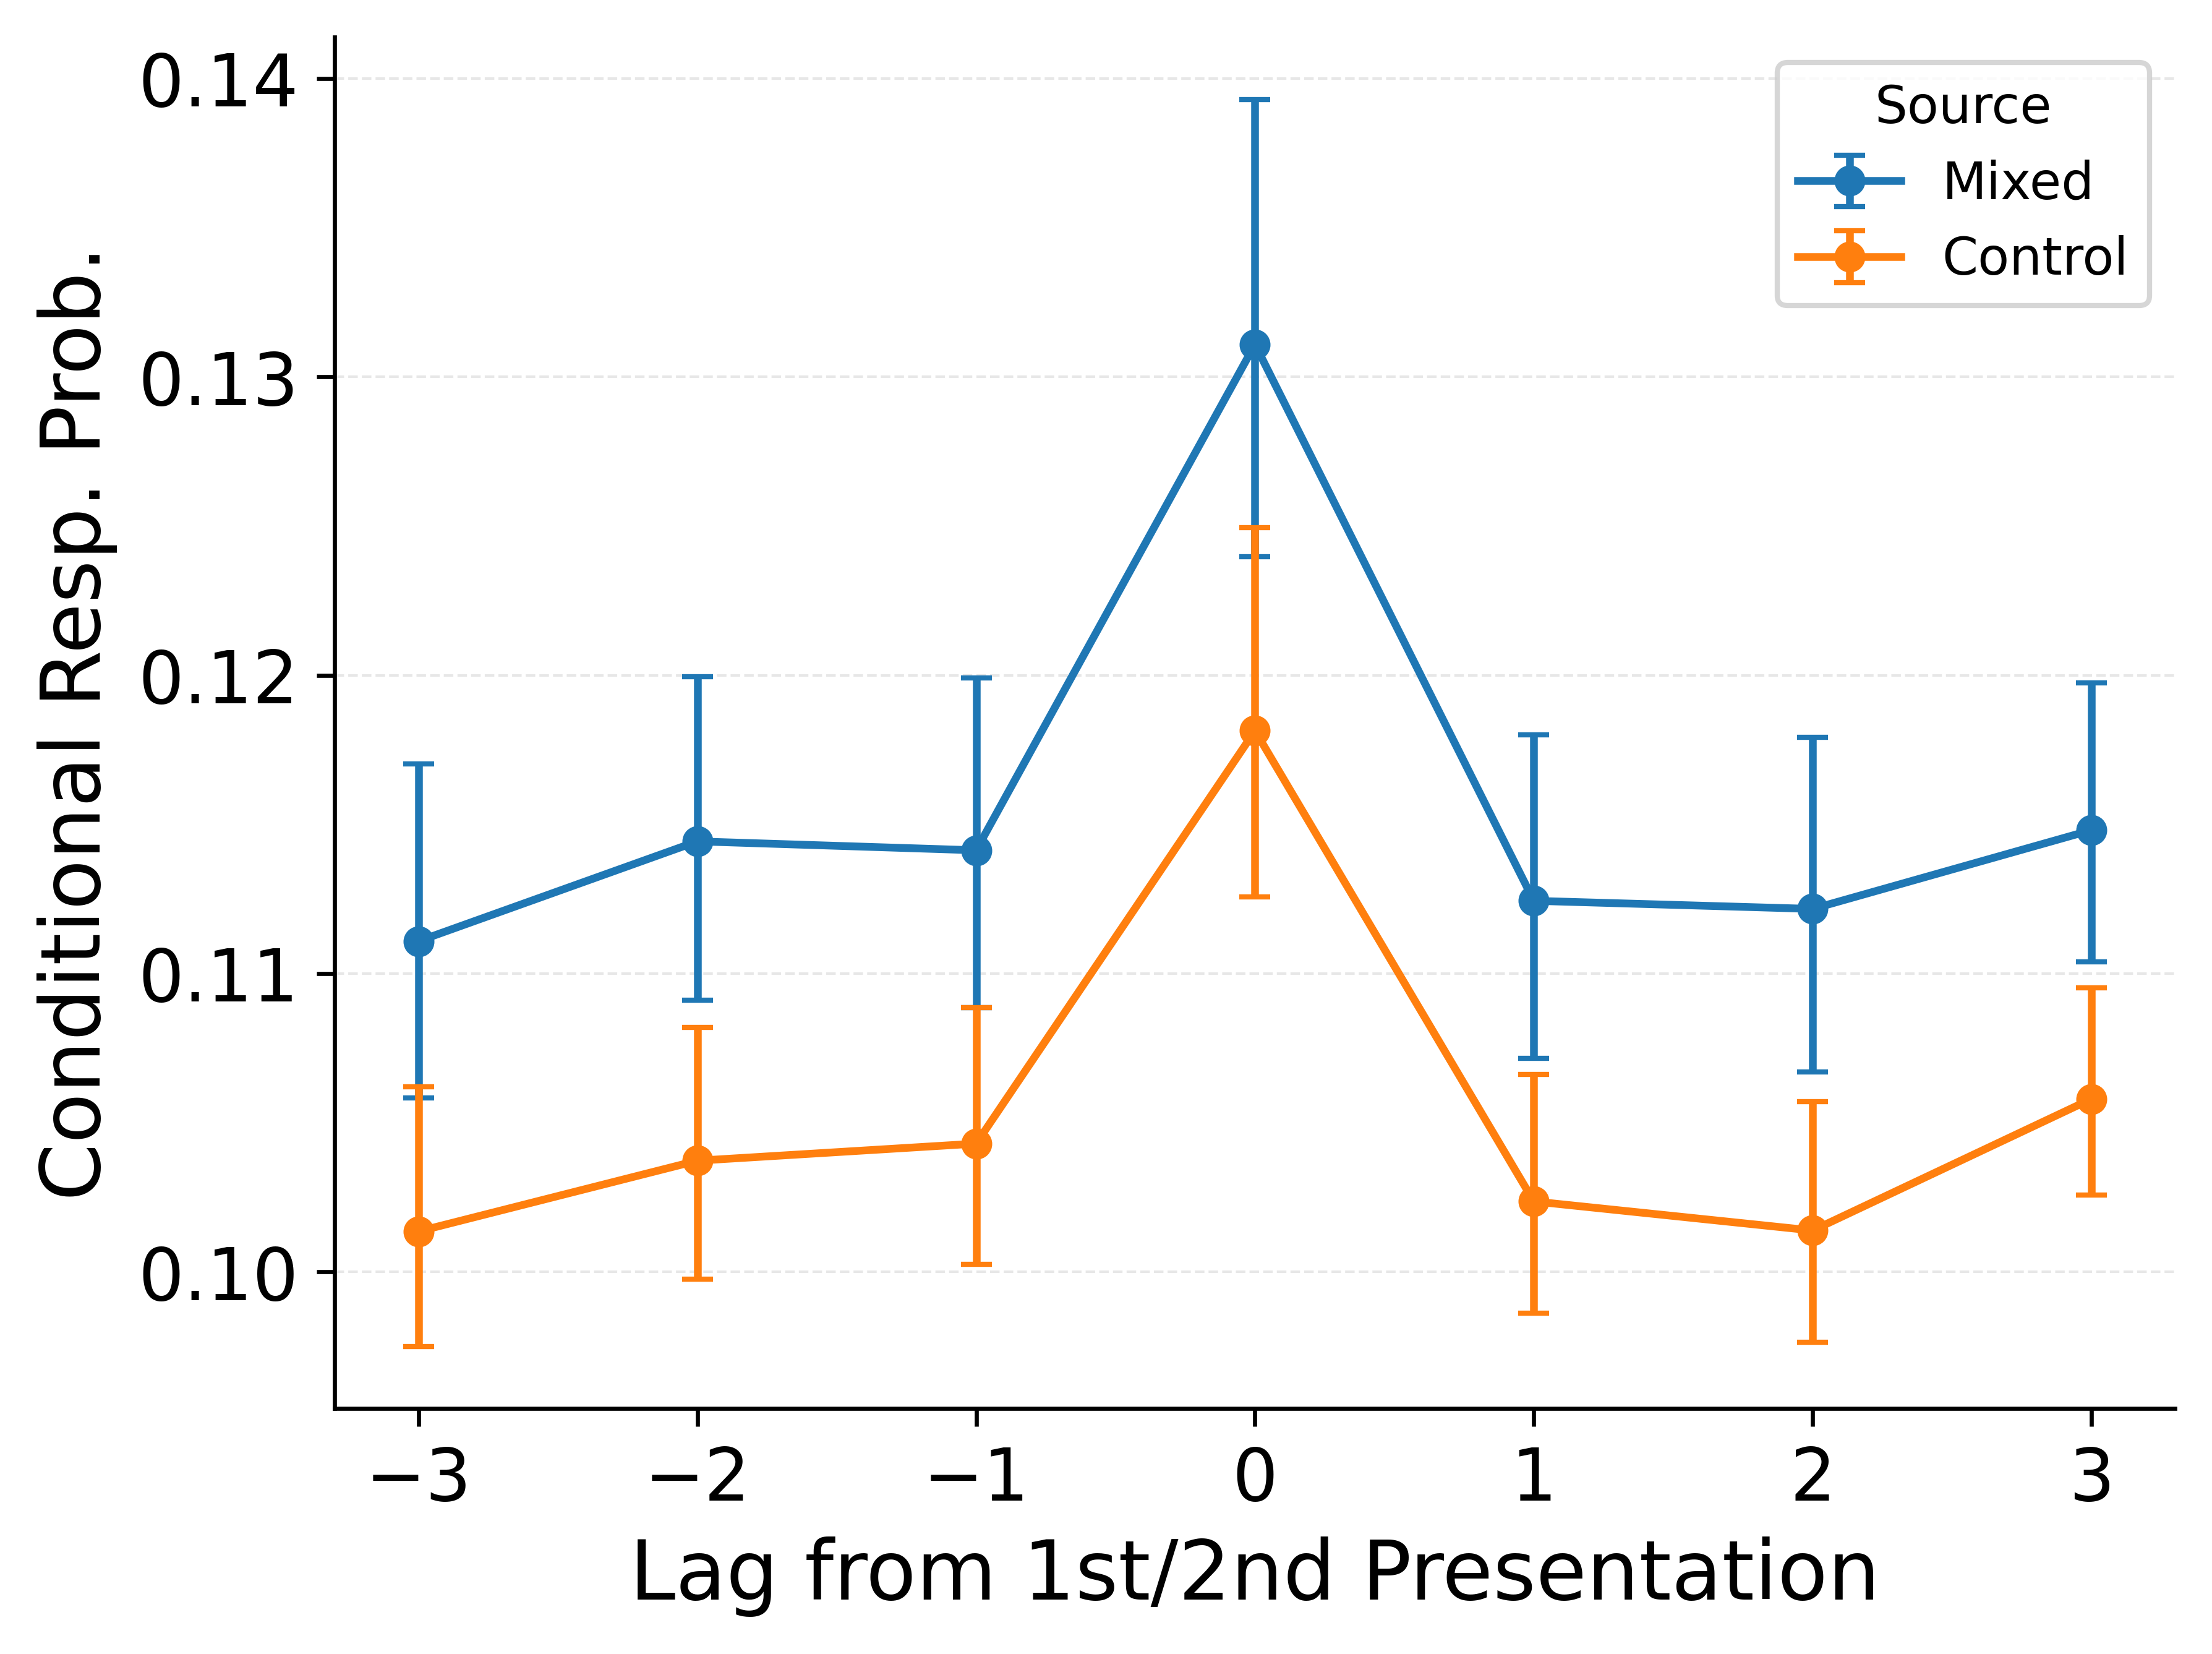 0.14
0.13
0.12
0.11
0.10
Conditional Resp. Prob.
Source
Mixed
Control
−3 −2 −1 0 1 2 3
Lag from 1st/2nd Presentation